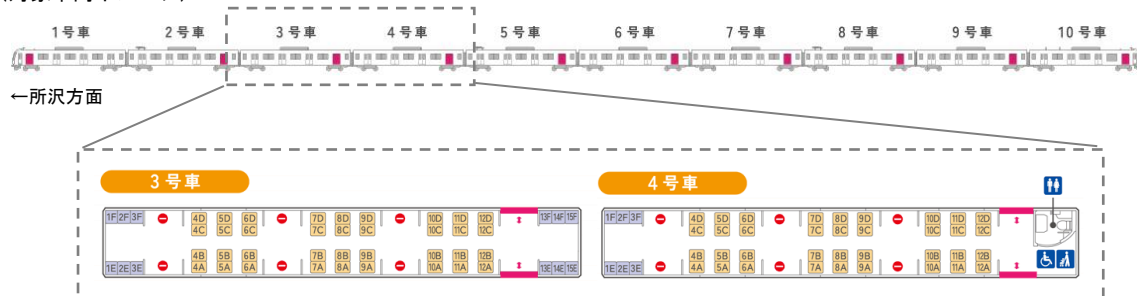 1号車 2号車 3号車 4号車 5号車 6号車 7号車 8号車 9号車 10号車
←所沢方面
3号車
1F 2F 3F 4D 5D 6D 7D 8D 9D 10D 11D 12D 13F 14F 15F
4C 5C 6C 7C 8C 9C 10C 11C 12C
4B 5B 6B 7B 8B 9B 10B 11B 12B
1E 2E 3E 4A 5A 6A 7A 8A 9A 10A 11A 12A 13E 14E 15E
4号車
1F 2F 3F 4D 5D 6D 7D 8D 9D 10D 11D 12D
4C 5C 6C 7C 8C 9C 10C 11C 12C
4B 5B 6B 7B 8B 9B 10B 11B 12B
1E 2E 3E 4A 5A 6A 7A 8A 9A 10A 11A 12A